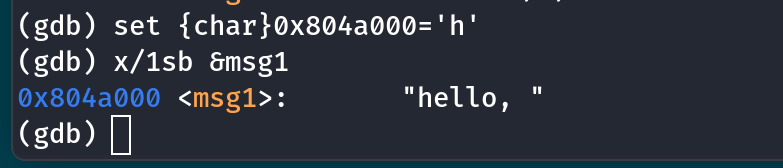 (gdb) set {char}0x804a000='h'
(gdb) x/1sb &msg1
0x804a000 <msg1>:      "hello, "
(gdb)